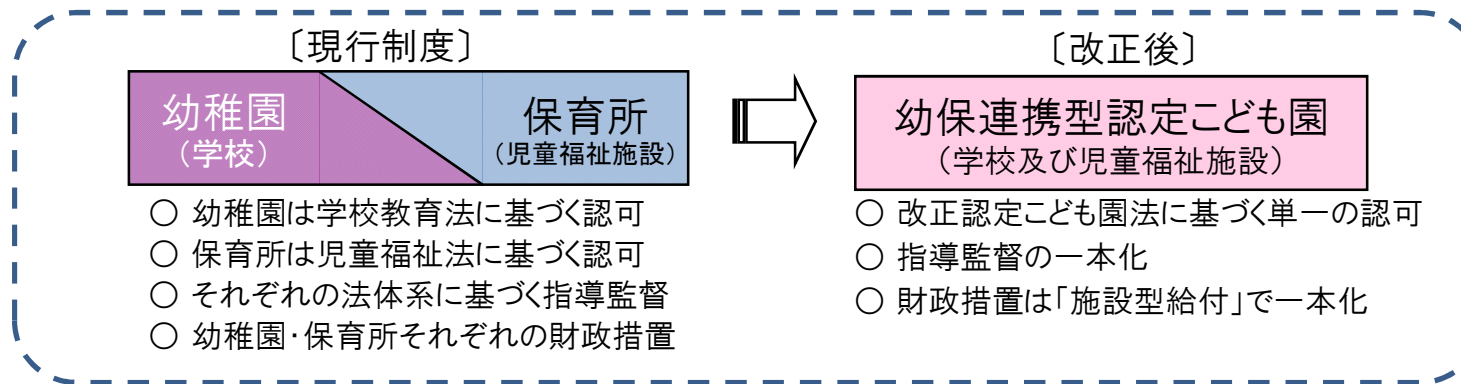 〔現行制度〕
幼稚園
（学校）
保育所
（児童福祉施設）
○ 幼稚園は学校教育法に基づく認可
○ 保育所は児童福祉法に基づく認可
○ それぞれの法体系に基づく指導監督
○ 幼稚園・保育所それぞれの財政措置
〔改正後〕
幼保連携型認定こども園
（学校及び児童福祉施設）
○ 改正認定こども園法に基づく単一の認可
○ 指導監督の一本化
○ 財政措置は「施設型給付」で一本化